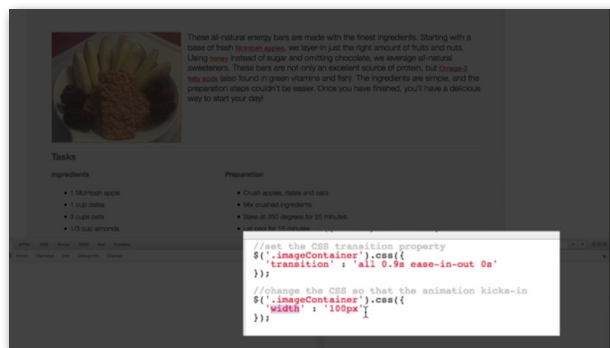 These all-natural energy bars are made with the finest ingredients. Starting with a
base of fresh McIntosh apples, we layer-in just the right amount of fruits and nuts.
Using honey instead of sugar and omitting chocolate, we leverage all-natural
sweeteners. These bars are not only an excellent source of protein, but Omega-3
fatty acids (also found in green vitamins and fish). The ingredients are simple, and the
preparation steps couldn't be easier. Once you have finished, you'll have a delicious
way to start your day!
Tasks
Ingredients
Preparation
1 McIntosh apple
Crush apples, dates and oats
1 cup dates
Mix crushed ingredients
3 cups oats
Bake at 350 degrees for 25 minutes
1/3 cup almonds
Let cool for 15 minutes
//set the CSS transition property
$('.imageContainer').css({
'transition' : 'all 0.9s ease-in-out 0s'
});
//change the CSS so that the animation kicks-in
$('.imageContainer').css({
'width' : '100px'
});